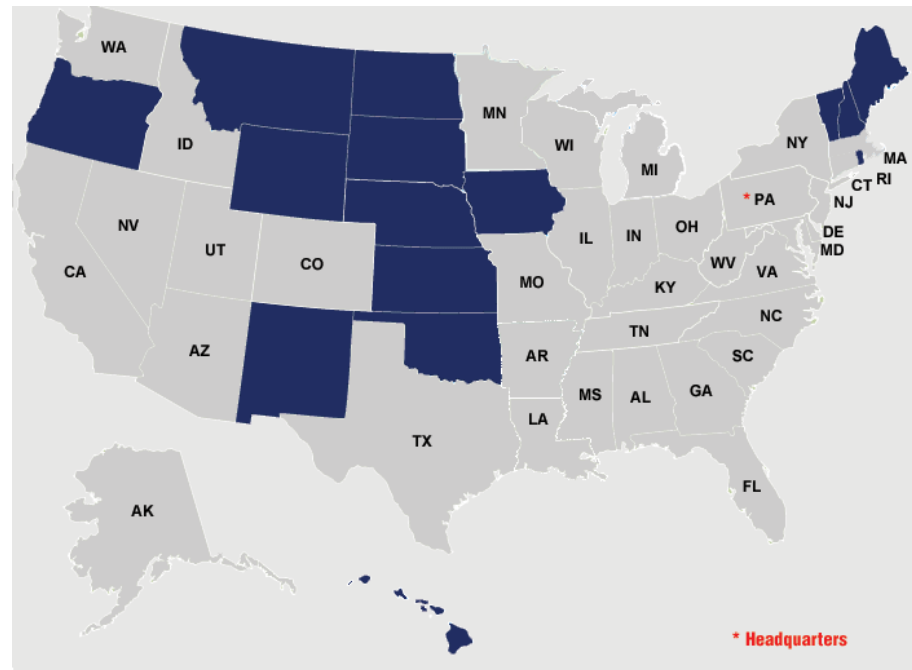 WA
MN
ID
WI
NY
MI
MA
RI
CT
* PA
NJ
NV
UT
CO
IL
IN
OH
DE
MD
WV
VA
CA
MO
KY
NC
TN
AZ
AR
SC
MS
AL
GA
LA
TX
FL
AK
* Headquarters